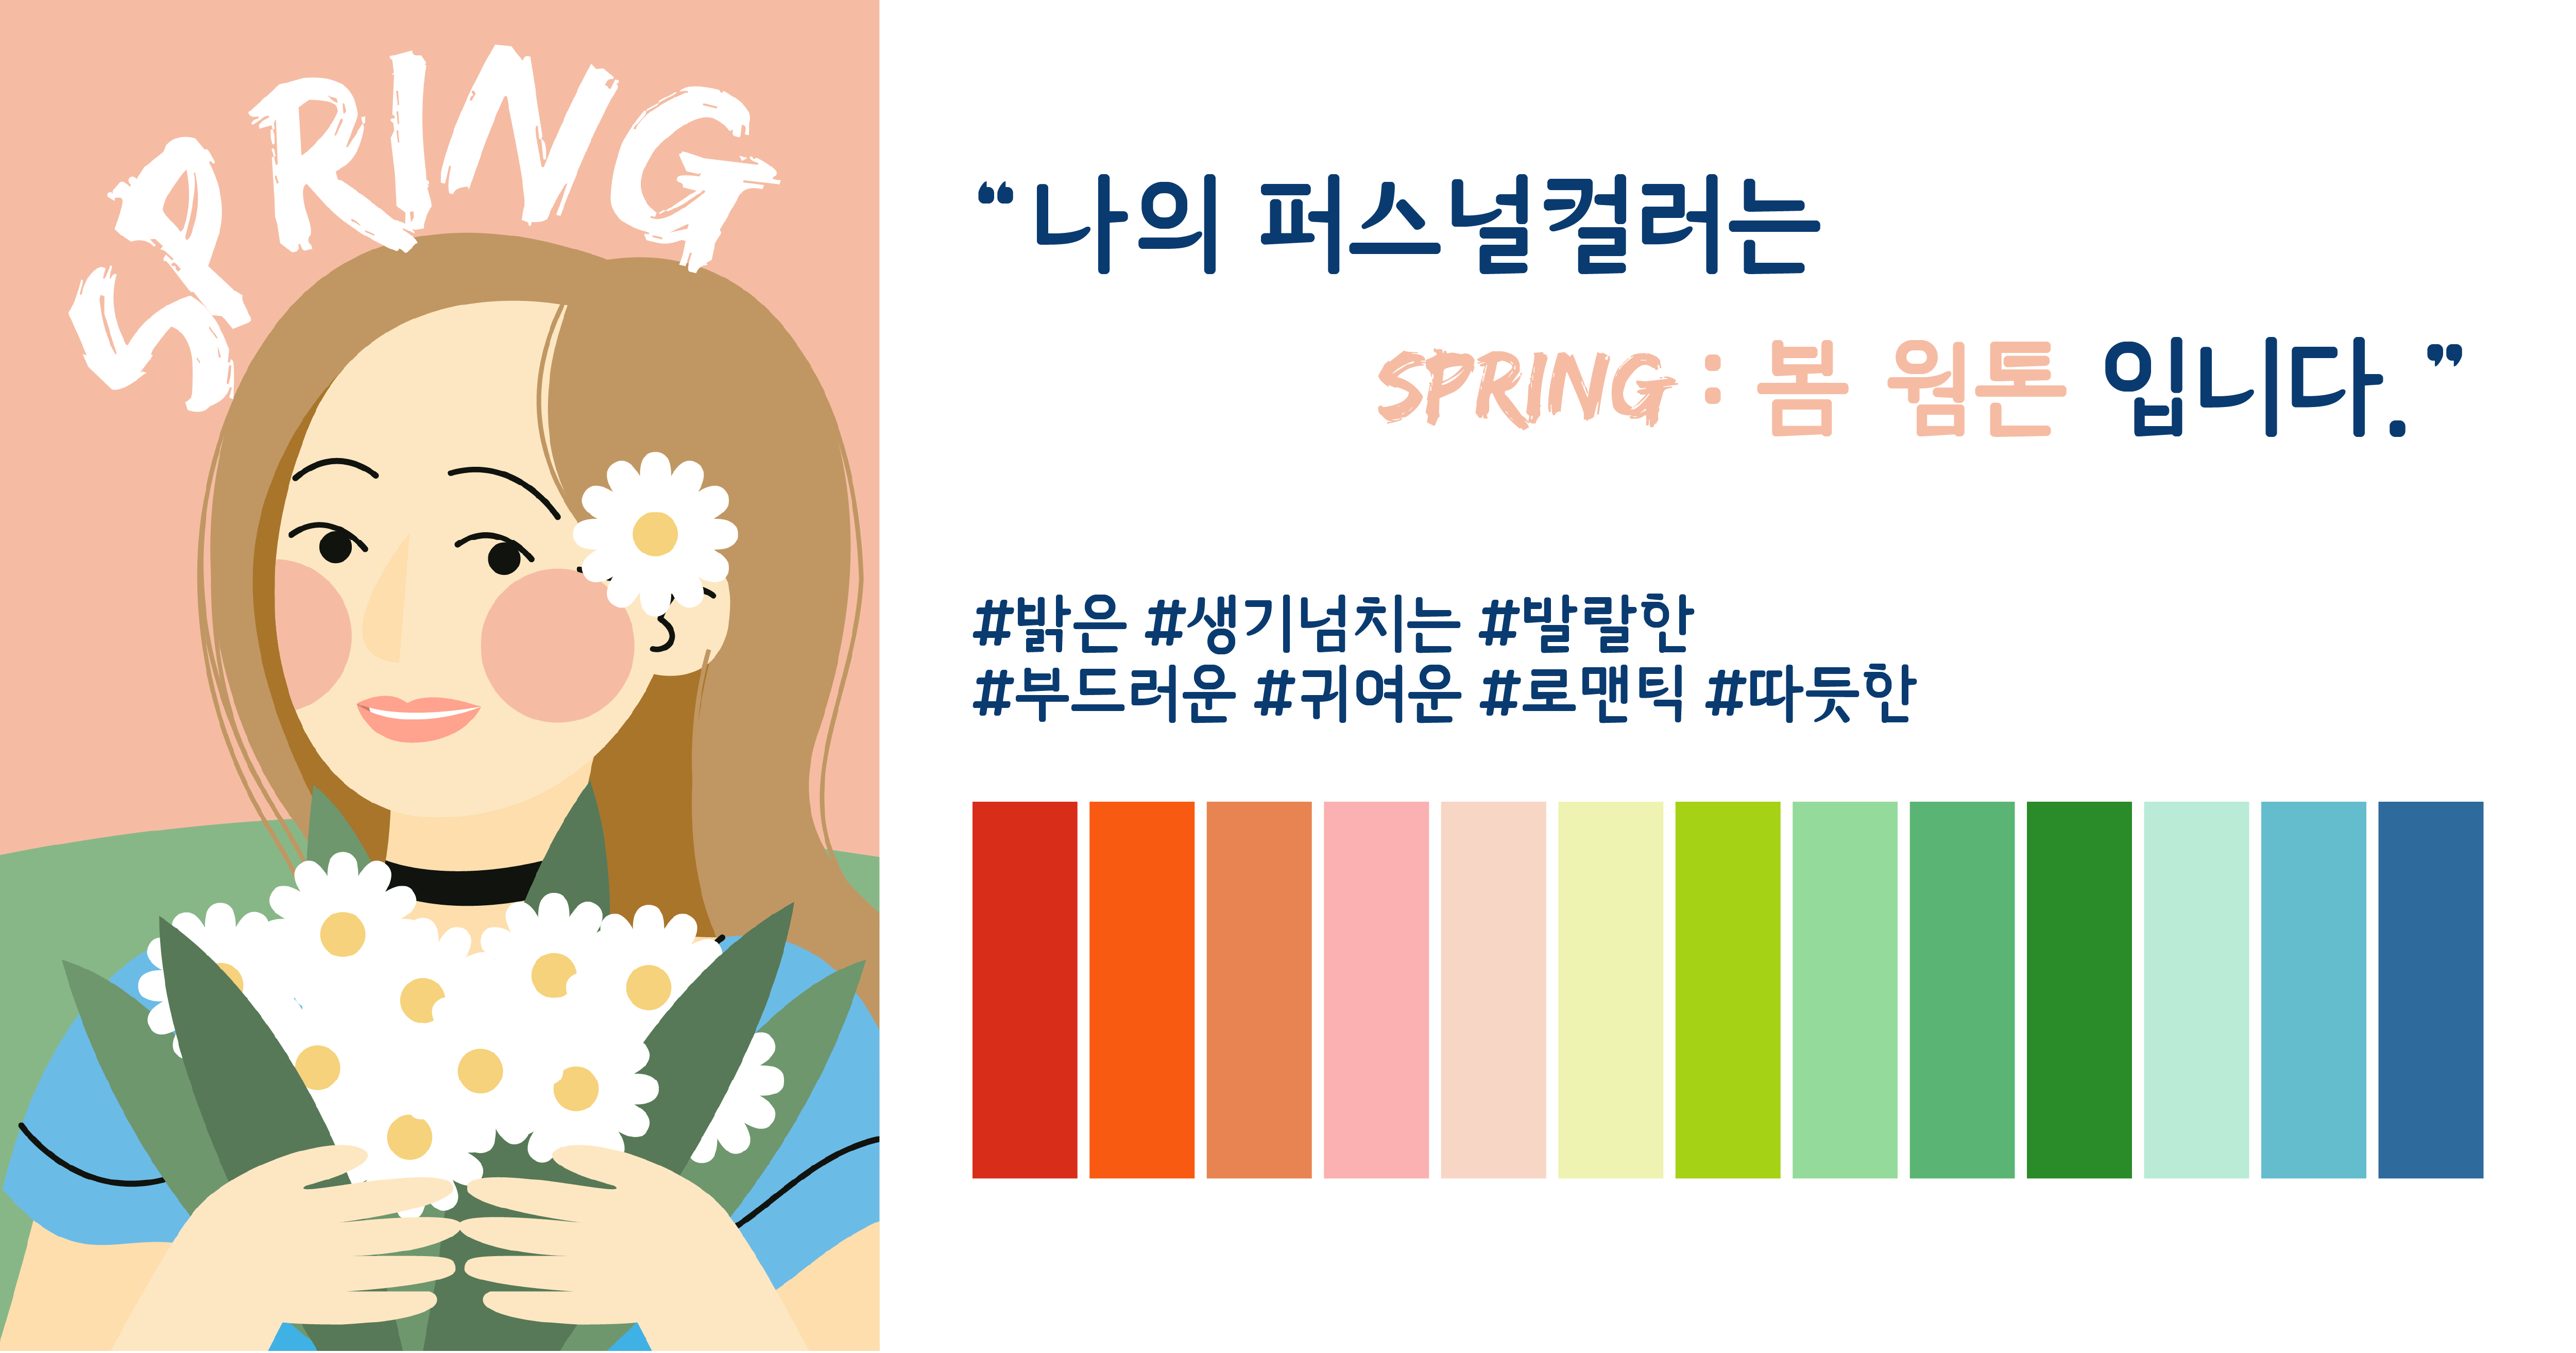 SPRING
“나의 퍼스널컬러는
SPRING : 봄 웜톤 입니다.”
#밝은 #생기넘치는 #발랄한
#부드러운 #귀여운 #로맨틱 #따듯한